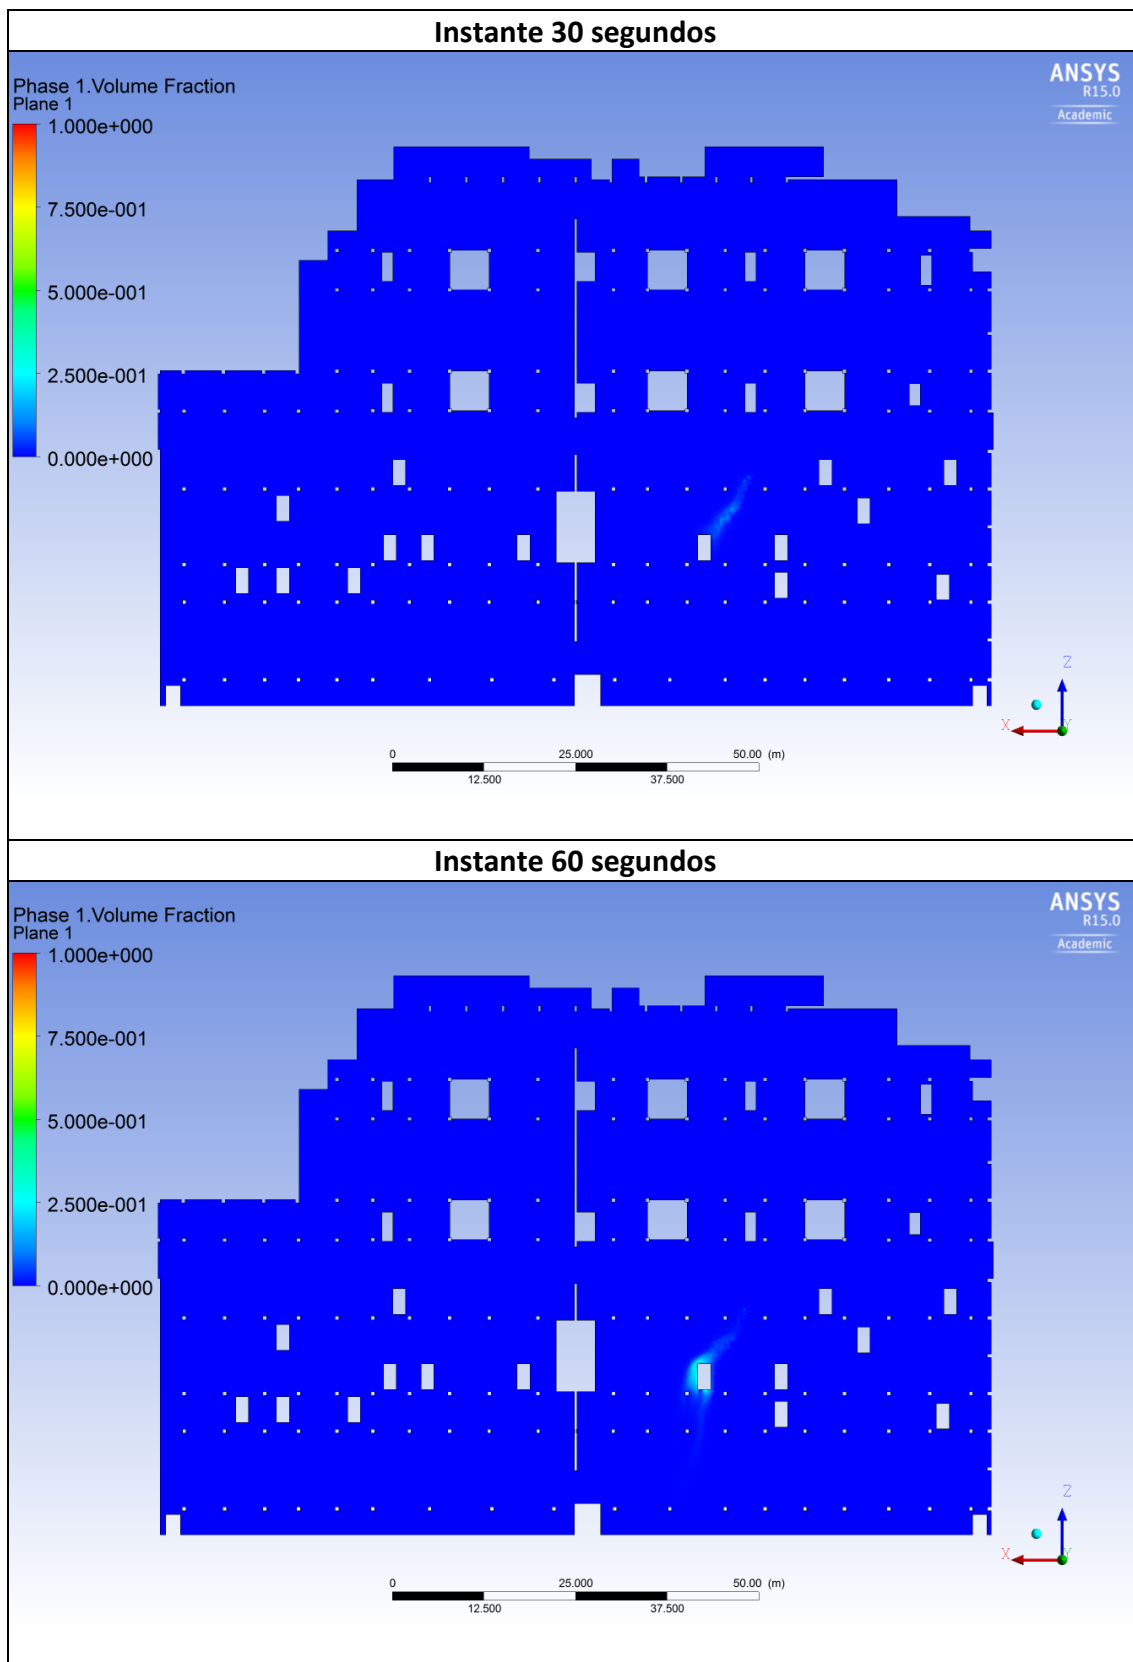 Instante 30 segundos
Phase 1.Volume Fraction
Plane 1
ANSYS
R15.0
Academic
1.000e+000
7.500e-001
5.000e-001
2.500e-001
0.000e+000
Z
X
Y
0 25.000 50.00 (m)
12.500 37.500
Instante 60 segundos
Phase 1.Volume Fraction
Plane 1
ANSYS
R15.0
Academic
1.000e+000
7.500e-001
5.000e-001
2.500e-001
0.000e+000
Z
X
Y
0 25.000 50.00 (m)
12.500 37.500